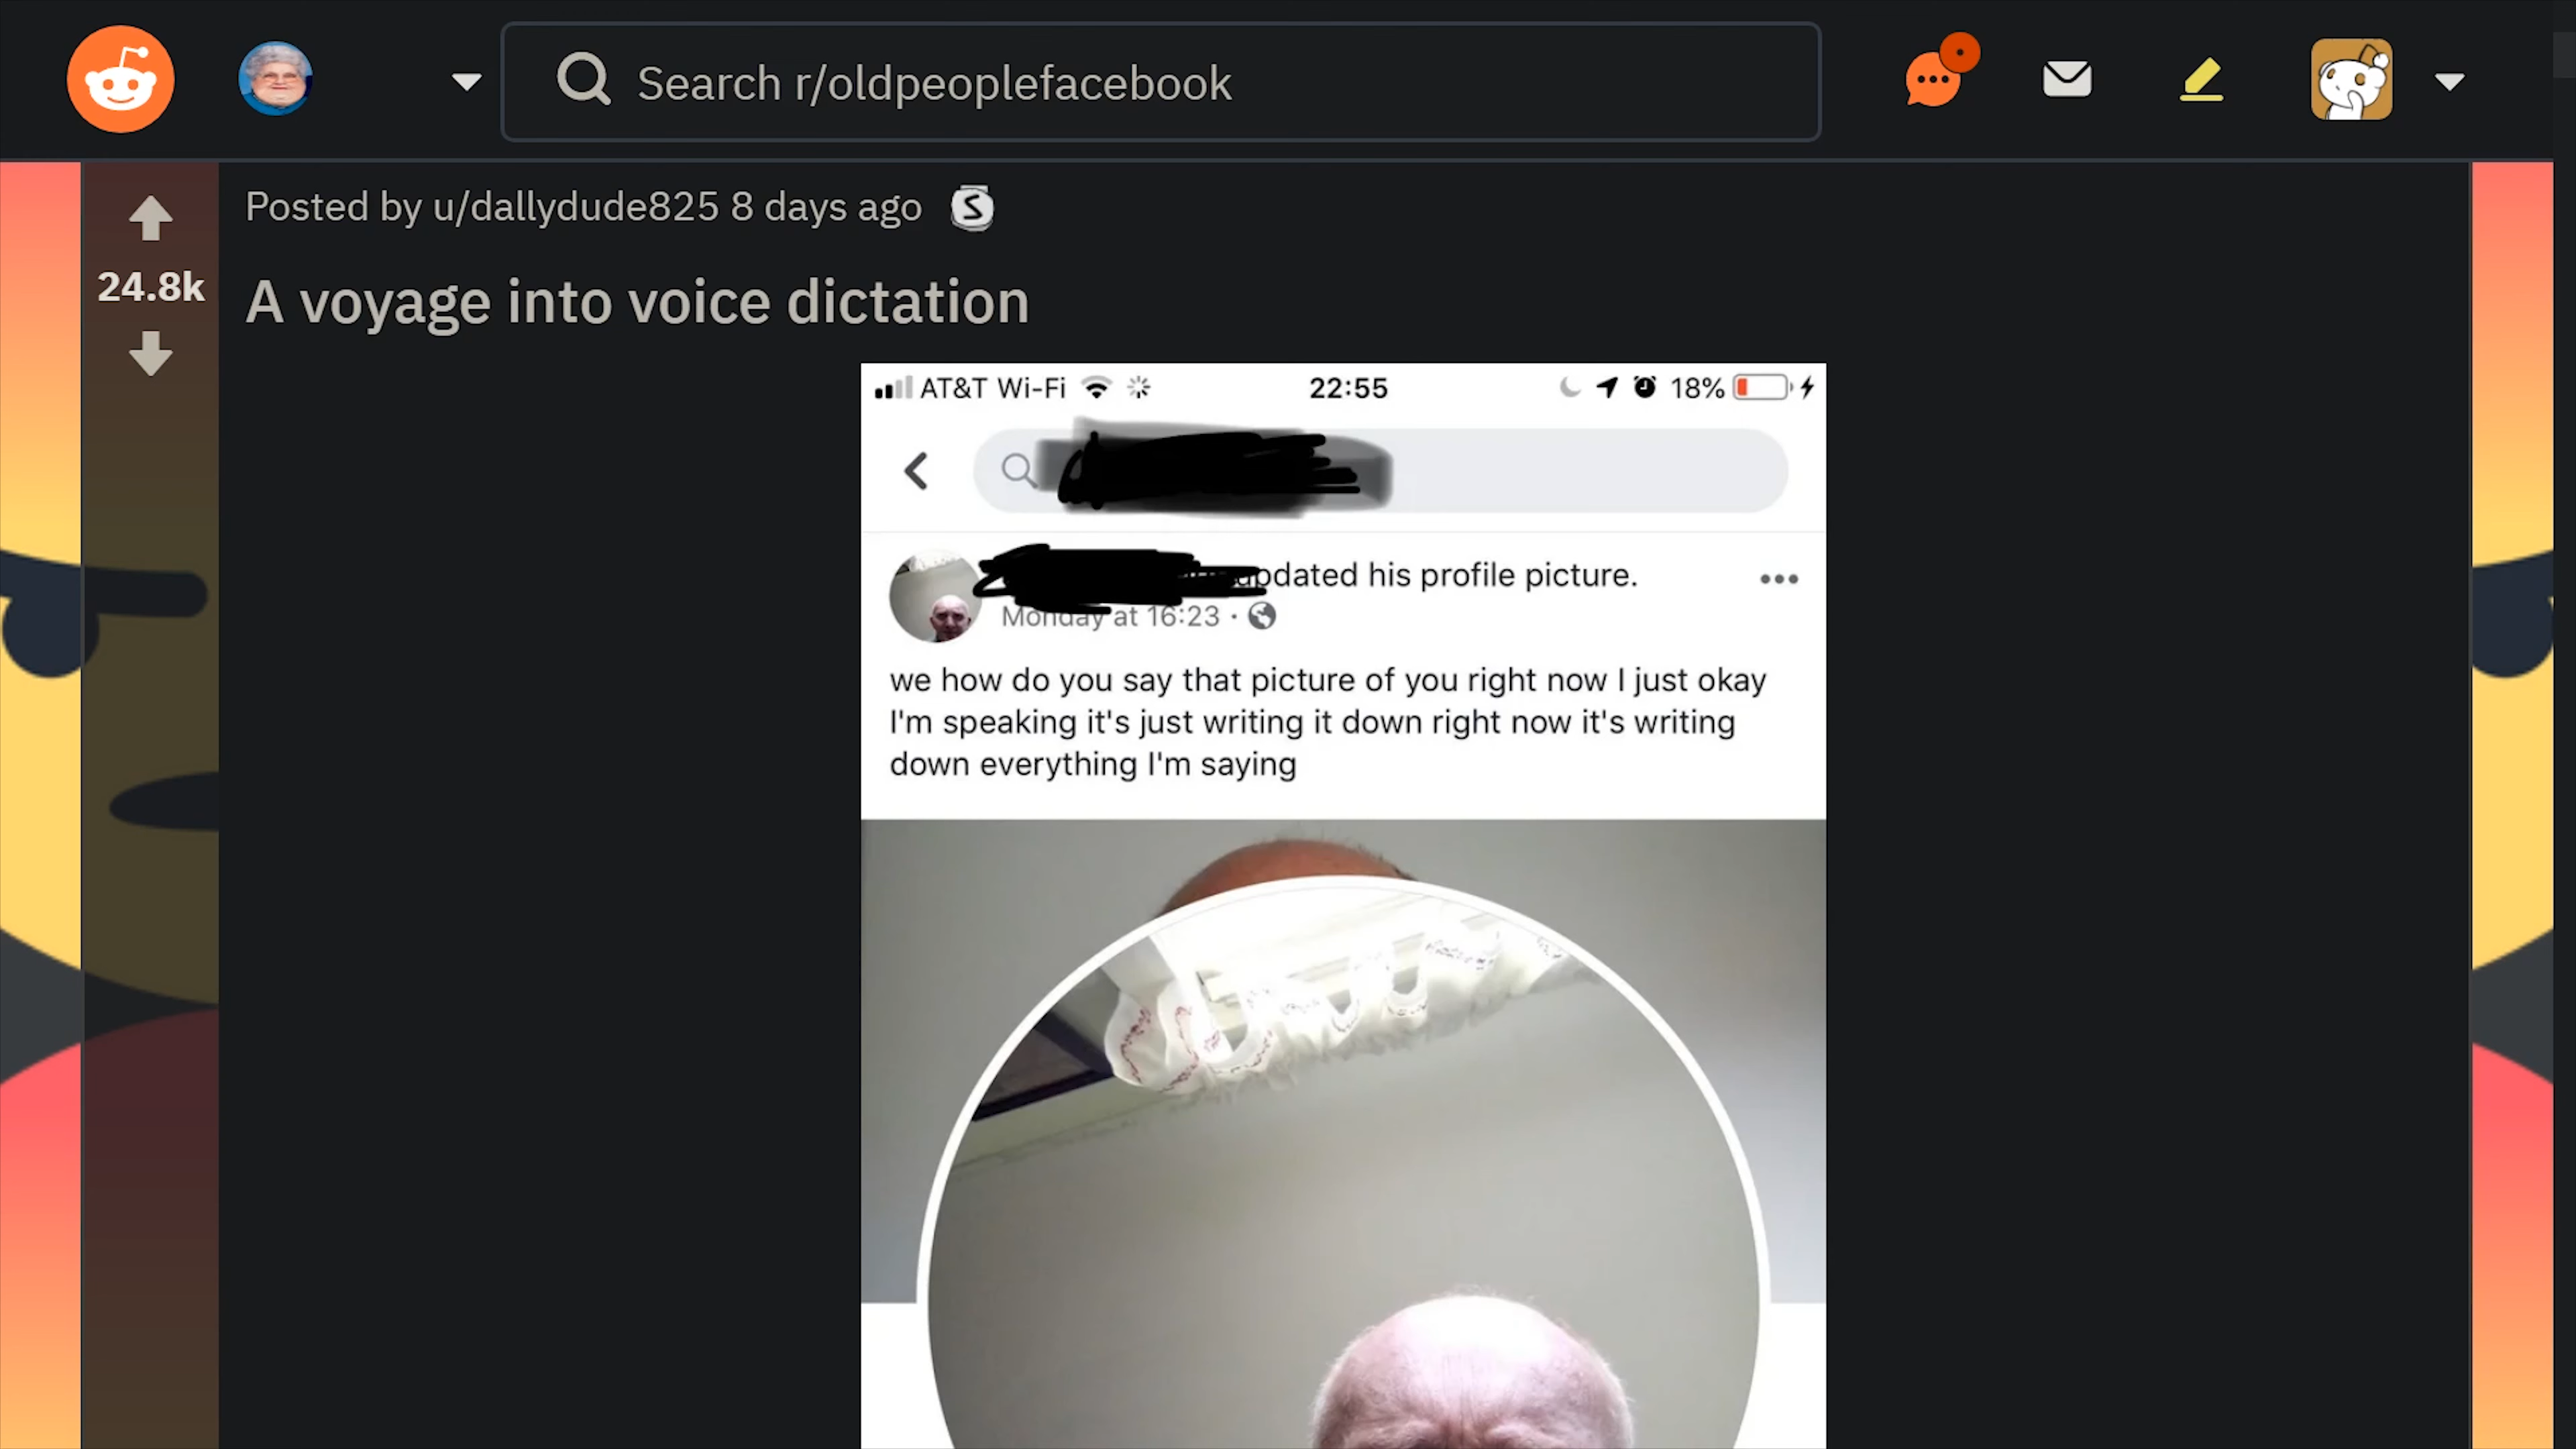 Search r/oldpeoplefacebook
Posted by u/dallydude825 8 days ago
24.8k
A voyage into voice dictation
AT&T Wi-Fi 22:55 18%
updated his profile picture.
Monday at 16:23 ·
we how do you say that picture of you right now I just okay
I'm speaking it's just writing it down right now it's writing
down everything I'm saying